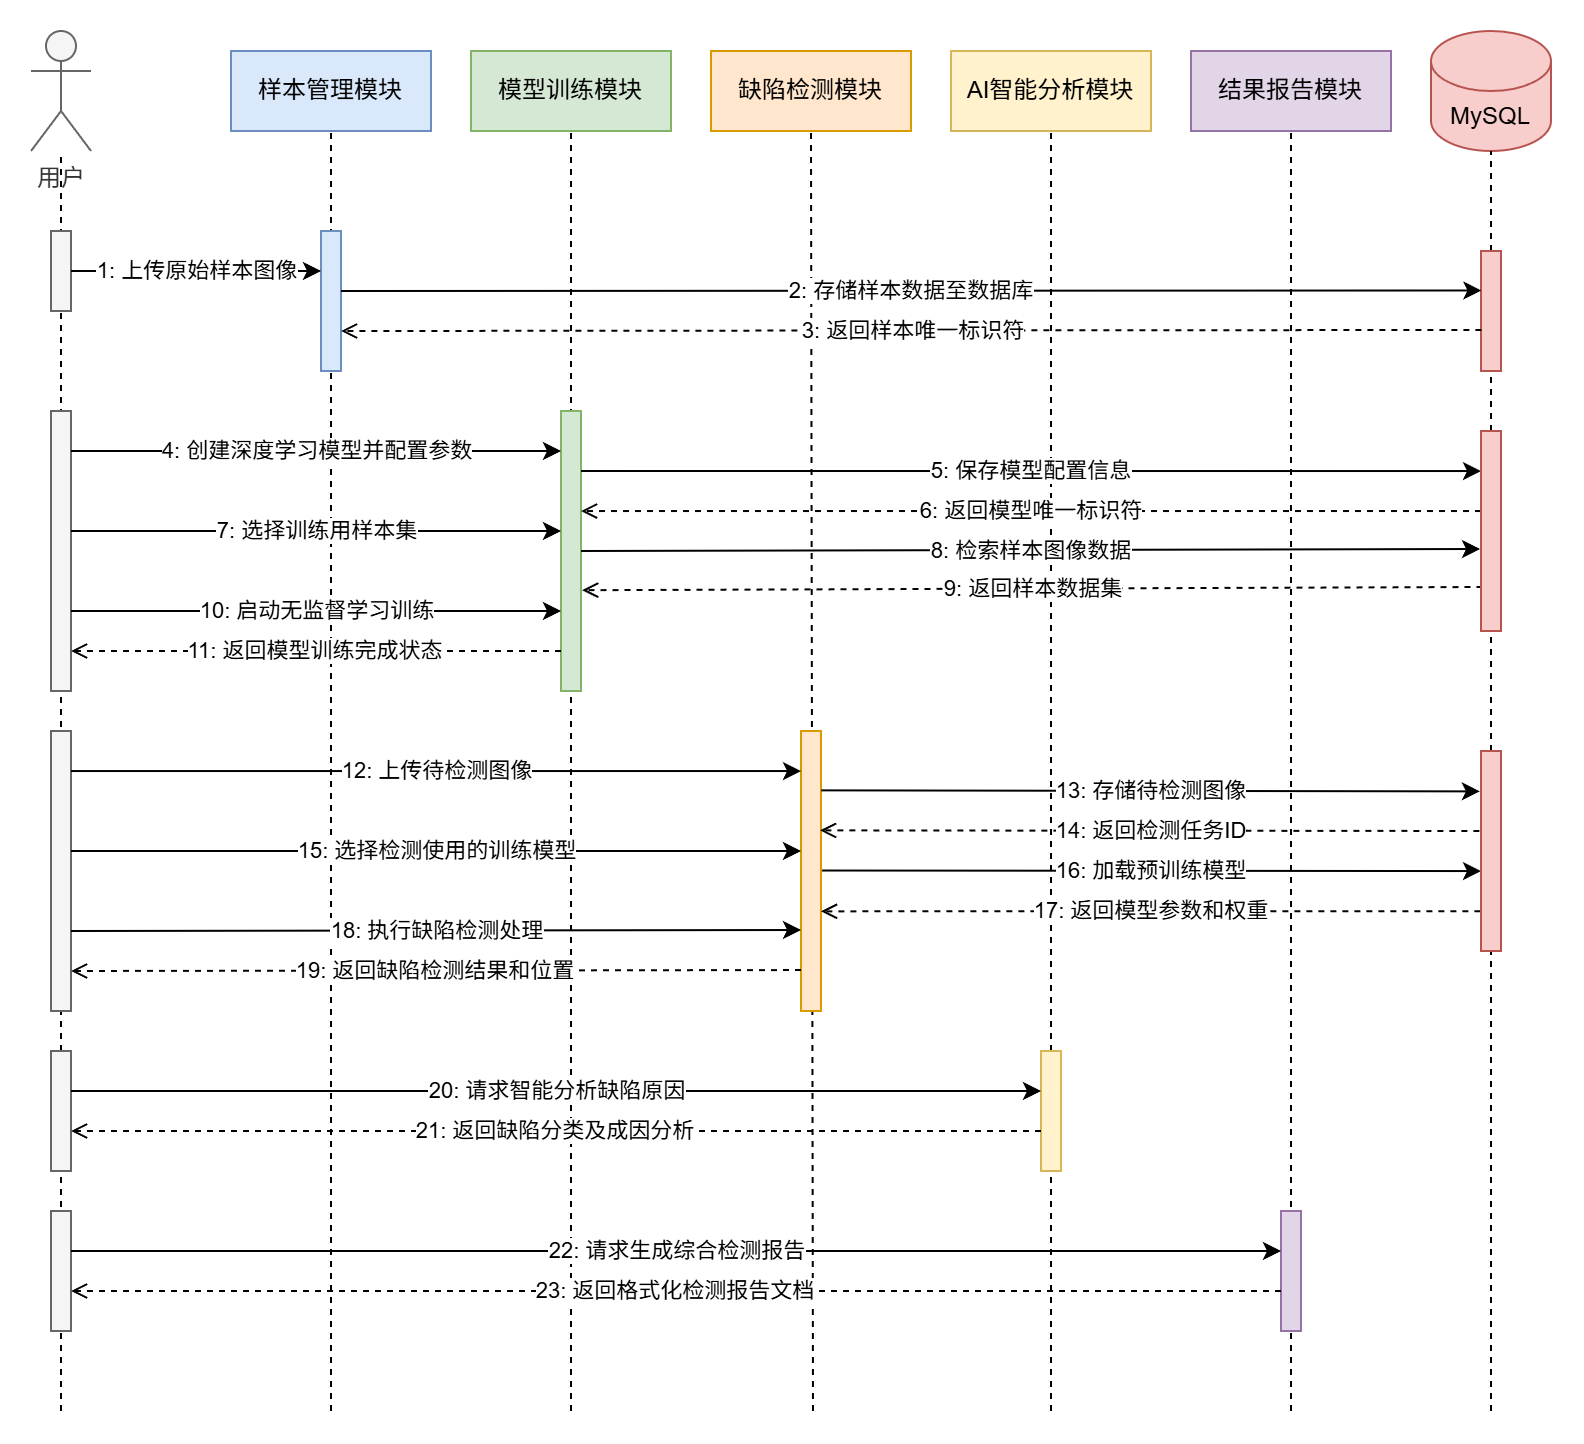 用户
样本管理模块
模型训练模块
缺陷检测模块
AI智能分析模块
结果报告模块
MySQL
1: 上传原始样本图像
2: 存储样本数据至数据库
3: 返回样本唯一标识符
4: 创建深度学习模型并配置参数
5: 保存模型配置信息
6: 返回模型唯一标识符
7: 选择训练用样本集
8: 检索样本图像数据
9: 返回样本数据集
10: 启动无监督学习训练
11: 返回模型训练完成状态
12: 上传待检测图像
13: 存储待检测图像
14: 返回检测任务ID
15: 选择检测使用的训练模型
16: 加载预训练模型
17: 返回模型参数和权重
18: 执行缺陷检测处理
19: 返回缺陷检测结果和位置
20: 请求智能分析缺陷原因
21: 返回缺陷分类及成因分析
22: 请求生成综合检测报告
23: 返回格式化检测报告文档